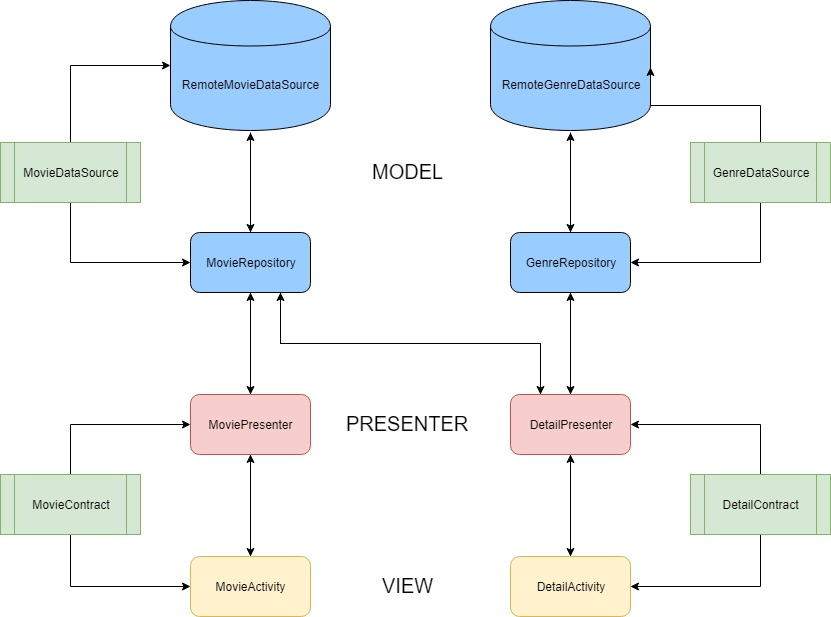 RemoteMovieDataSource
RemoteGenreDataSource
MovieDataSource
MODEL
GenreDataSource
MovieRepository
GenreRepository
MoviePresenter
PRESENTER
DetailPresenter
MovieContract
DetailContract
MovieActivity
VIEW
DetailActivity